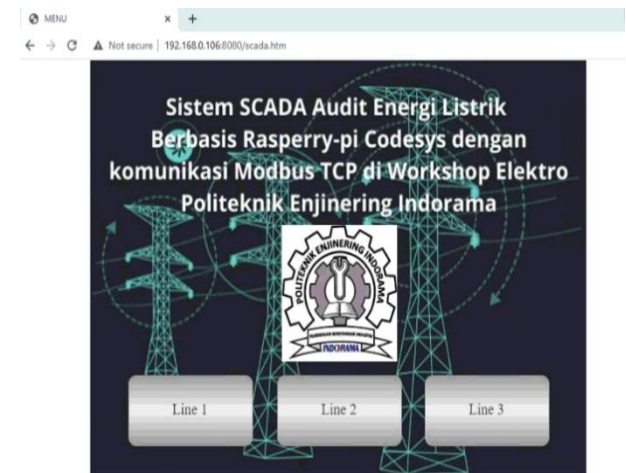 MENU
Not secure | 192.168.0.106:8080/scada.htm
Sistem SCADA Audit Energi Listrik
Berbasis Rasperry-pi Codesys dengan
komunikasi Modbus TCP di Workshop Elektro
Politeknik Enjinering Indorama
POLITEKNIK ENJINERING INDORAMA
INDORAMA
Line 1
Line 2
Line 3